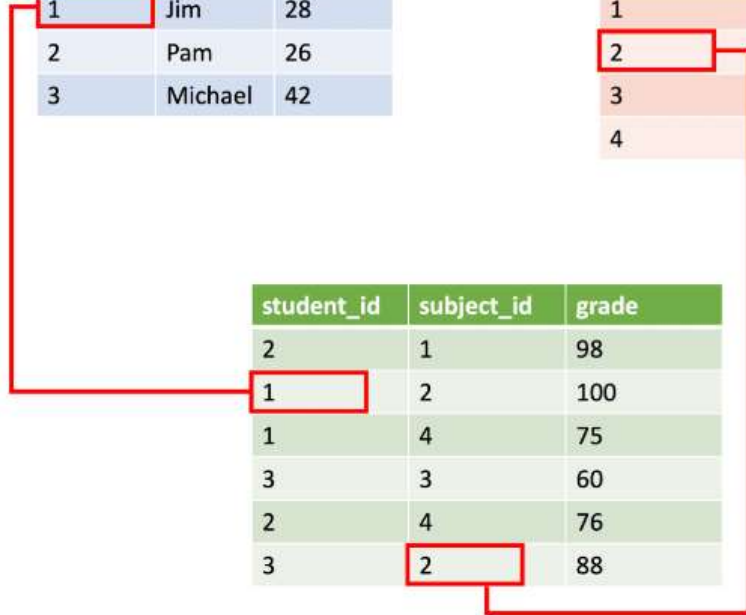 1 Jim 28
2 Pam 26
3 Michael 42
1
2
3
4
student_id subject_id grade
2 1 98
1 2 100
1 4 75
3 3 60
2 4 76
3 2 88